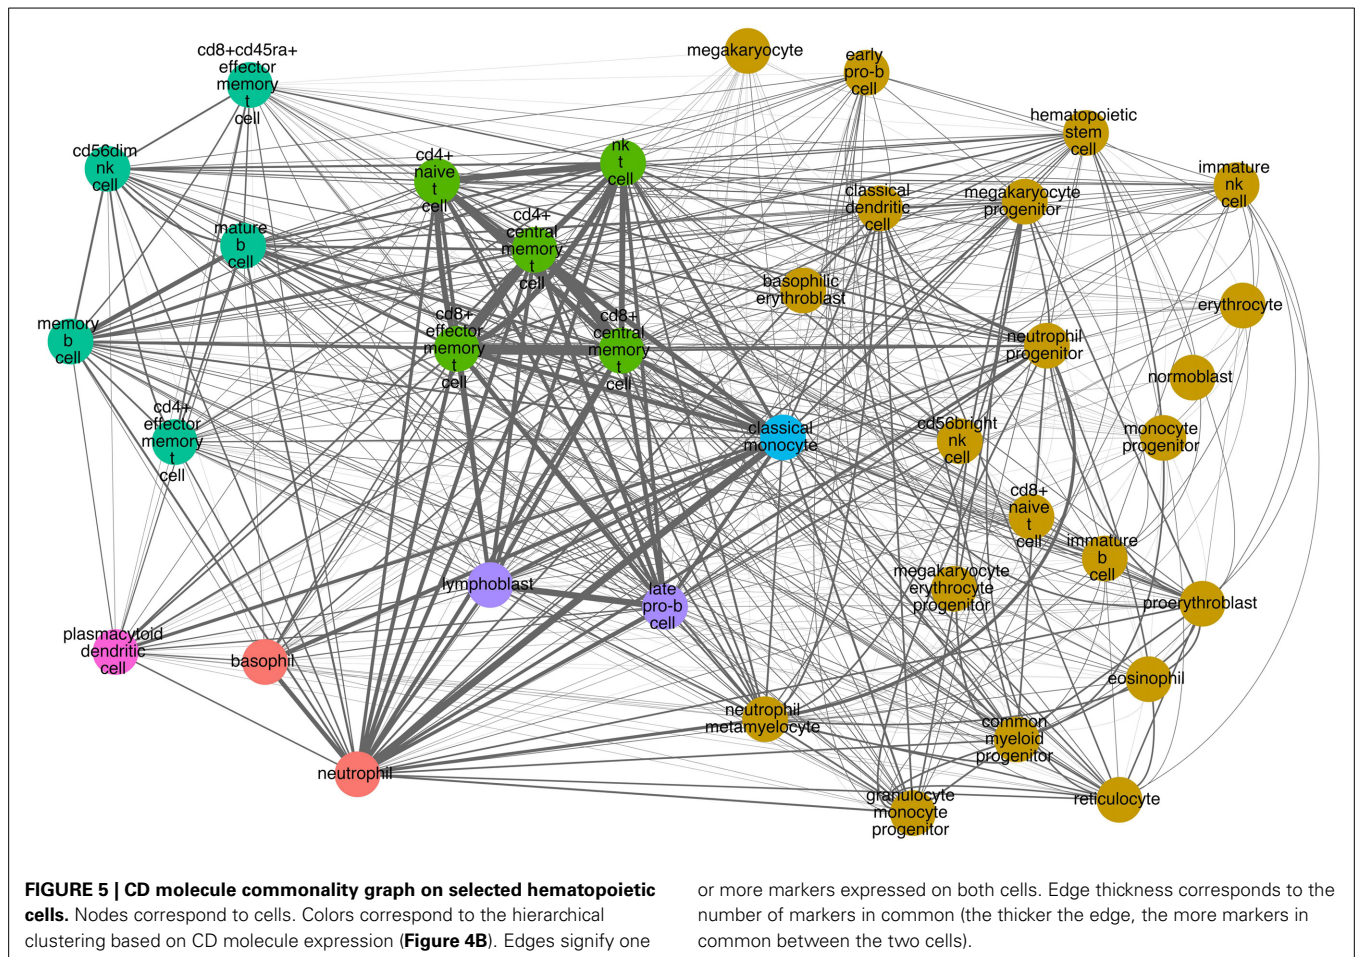 megakaryocyte
cd8+cd45ra+
effector
memory
t
cell
early
pro-b
cell
hematopoietic
stem
cell
cd56dim
nk
cell
cd4+
naive
t
cell
nk
t
cell
immature
nk
cell
classical
dendritic
cell
megakaryocyte
progenitor
mature
b
cell
cd4+
central
memory
t
cell
basophilic
erythroblast
erythrocyte
memory
b
cell
cd8+
effector
memory
t
cell
cd8+
central
memory
t
cell
neutrophil
progenitor
normoblast
cd4+
effector
memory
t
cell
classical
monocyte
cd56bright
nk
cell
monocyte
progenitor
cd8+
naive
t
cell
immature
b
cell
lymphoblast
late
pro-b
cell
megakaryocyte
erythrocyte
progenitor
proerythroblast
plasmacytoid
dendritic
cell
basophil
eosinophil
neutrophil
metamyelocyte
common
myeloid
progenitor
neutrophil
granulocyte
monocyte
progenitor
reticulocyte
FIGURE 5 | CD molecule commonality graph on selected hematopoietic
cells. Nodes correspond to cells. Colors correspond to the hierarchical
clustering based on CD molecule expression (Figure 4B). Edges signify one
or more markers expressed on both cells. Edge thickness corresponds to the
number of markers in common (the thicker the edge, the more markers in
common between the two cells).